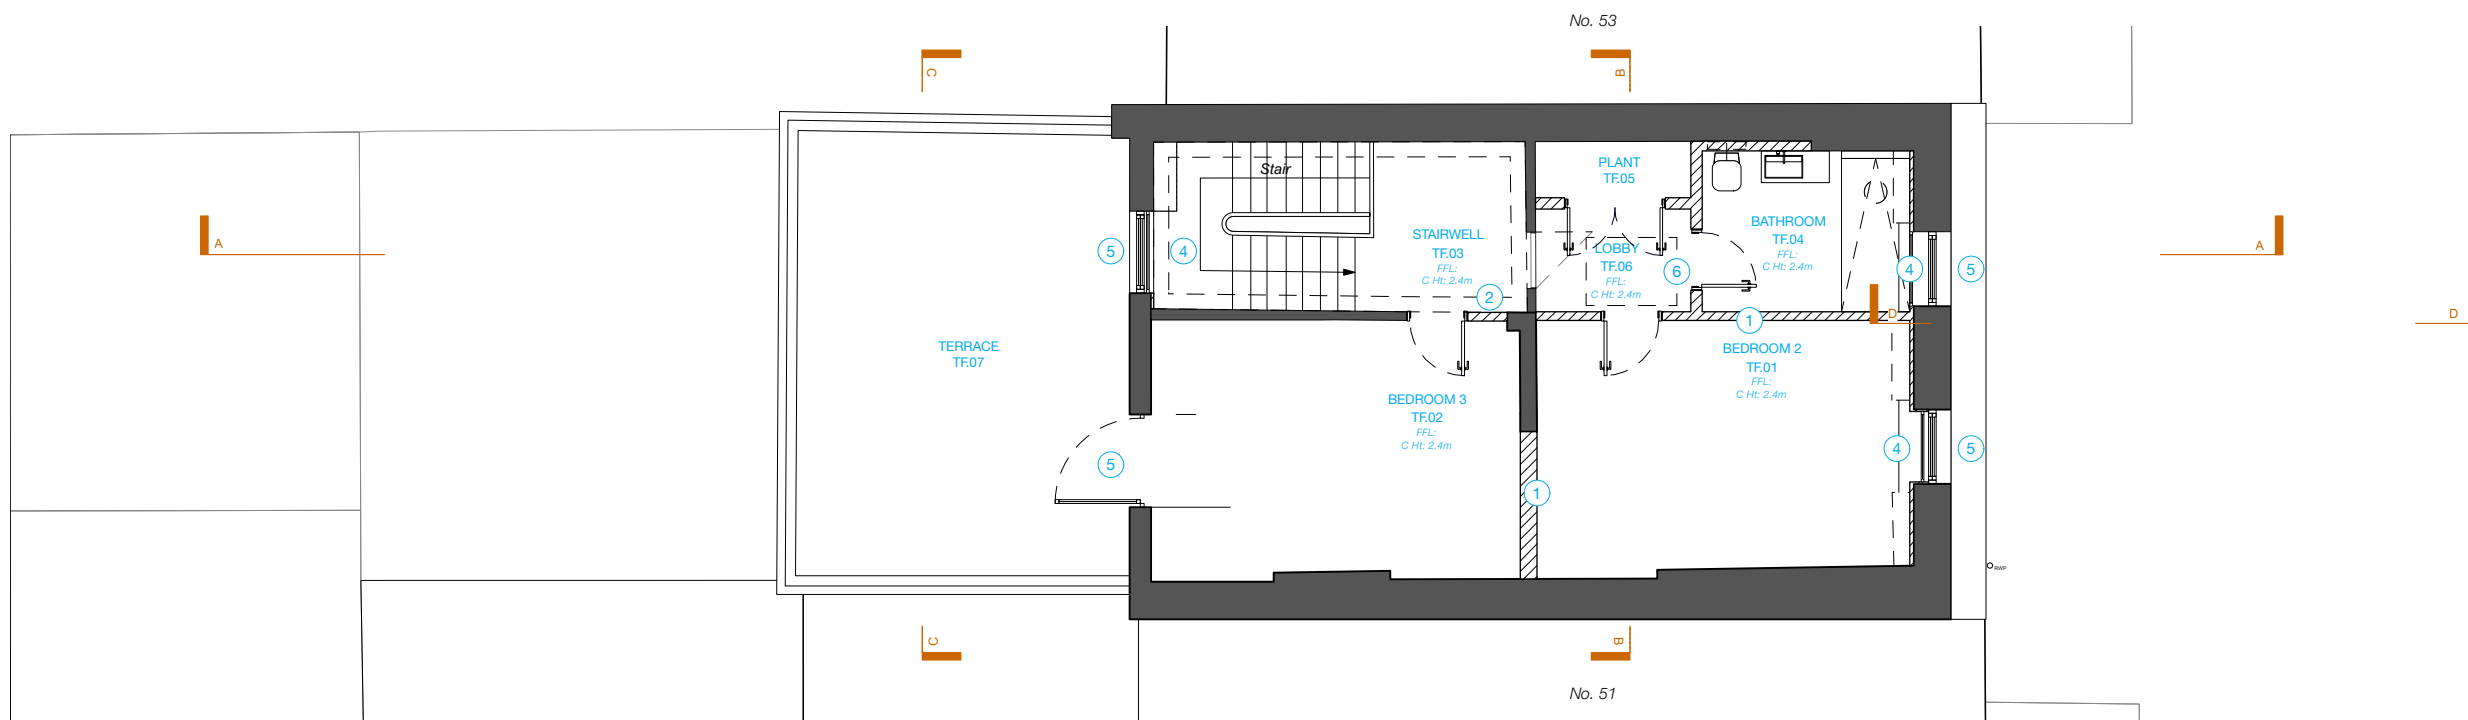 No. 53
C
B
Stair
PLANT
TF.05
STAIRWELL
TF.03
FFL:
C Ht: 2.4m
LOBBY
TF.06
FFL:
C Ht: 2.4m
BATHROOM
TF.04
FFL:
C Ht: 2.4m
A
A
5
4
6
4
5
2
1
D
D
TERRACE
TF.07
BEDROOM 3
TF.02
FFL:
C Ht: 2.4m
BEDROOM 2
TF.01
FFL:
C Ht: 2.4m
5
1
4
5
RWP
C
B
No. 51